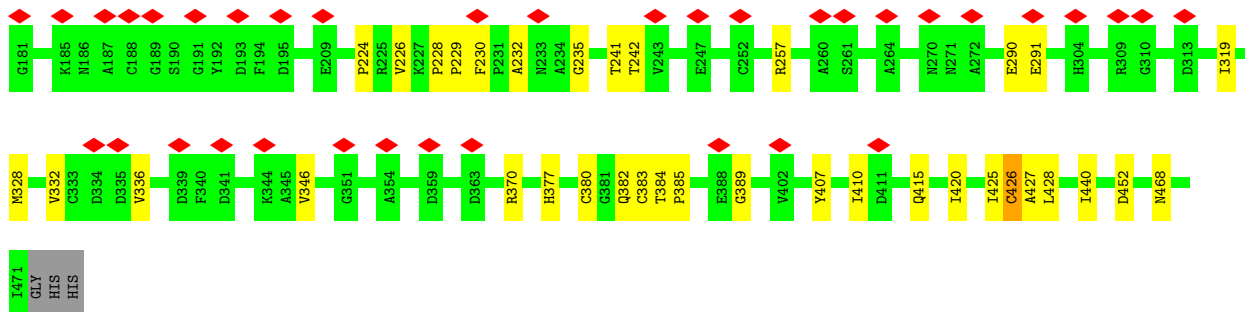 G181 K185 N186 A187 C188 G189 S190 G191 Y192 D193 F194 D195 E209 P224 R225 V226 K227 P228 P229 F230 P231 A232 N233 A234 G235 T241 T242 V243 E247 C252 R257 A260 S261 A264 N270 N271 A272 E290 E291 H304 R309 G310 D313 I319
M328 V332 C333 D334 D335 V336 D339 F340 D341 K344 A345 V346 G351 A354 D359 D363 R370 H377 C380 G381 Q382 C383 T384 P385 E388 G389 V402 Y407 I410 D411 Q415 I420 I425 C426 A427 L428 I440 D452 N468
I471 GLY HIS HIS